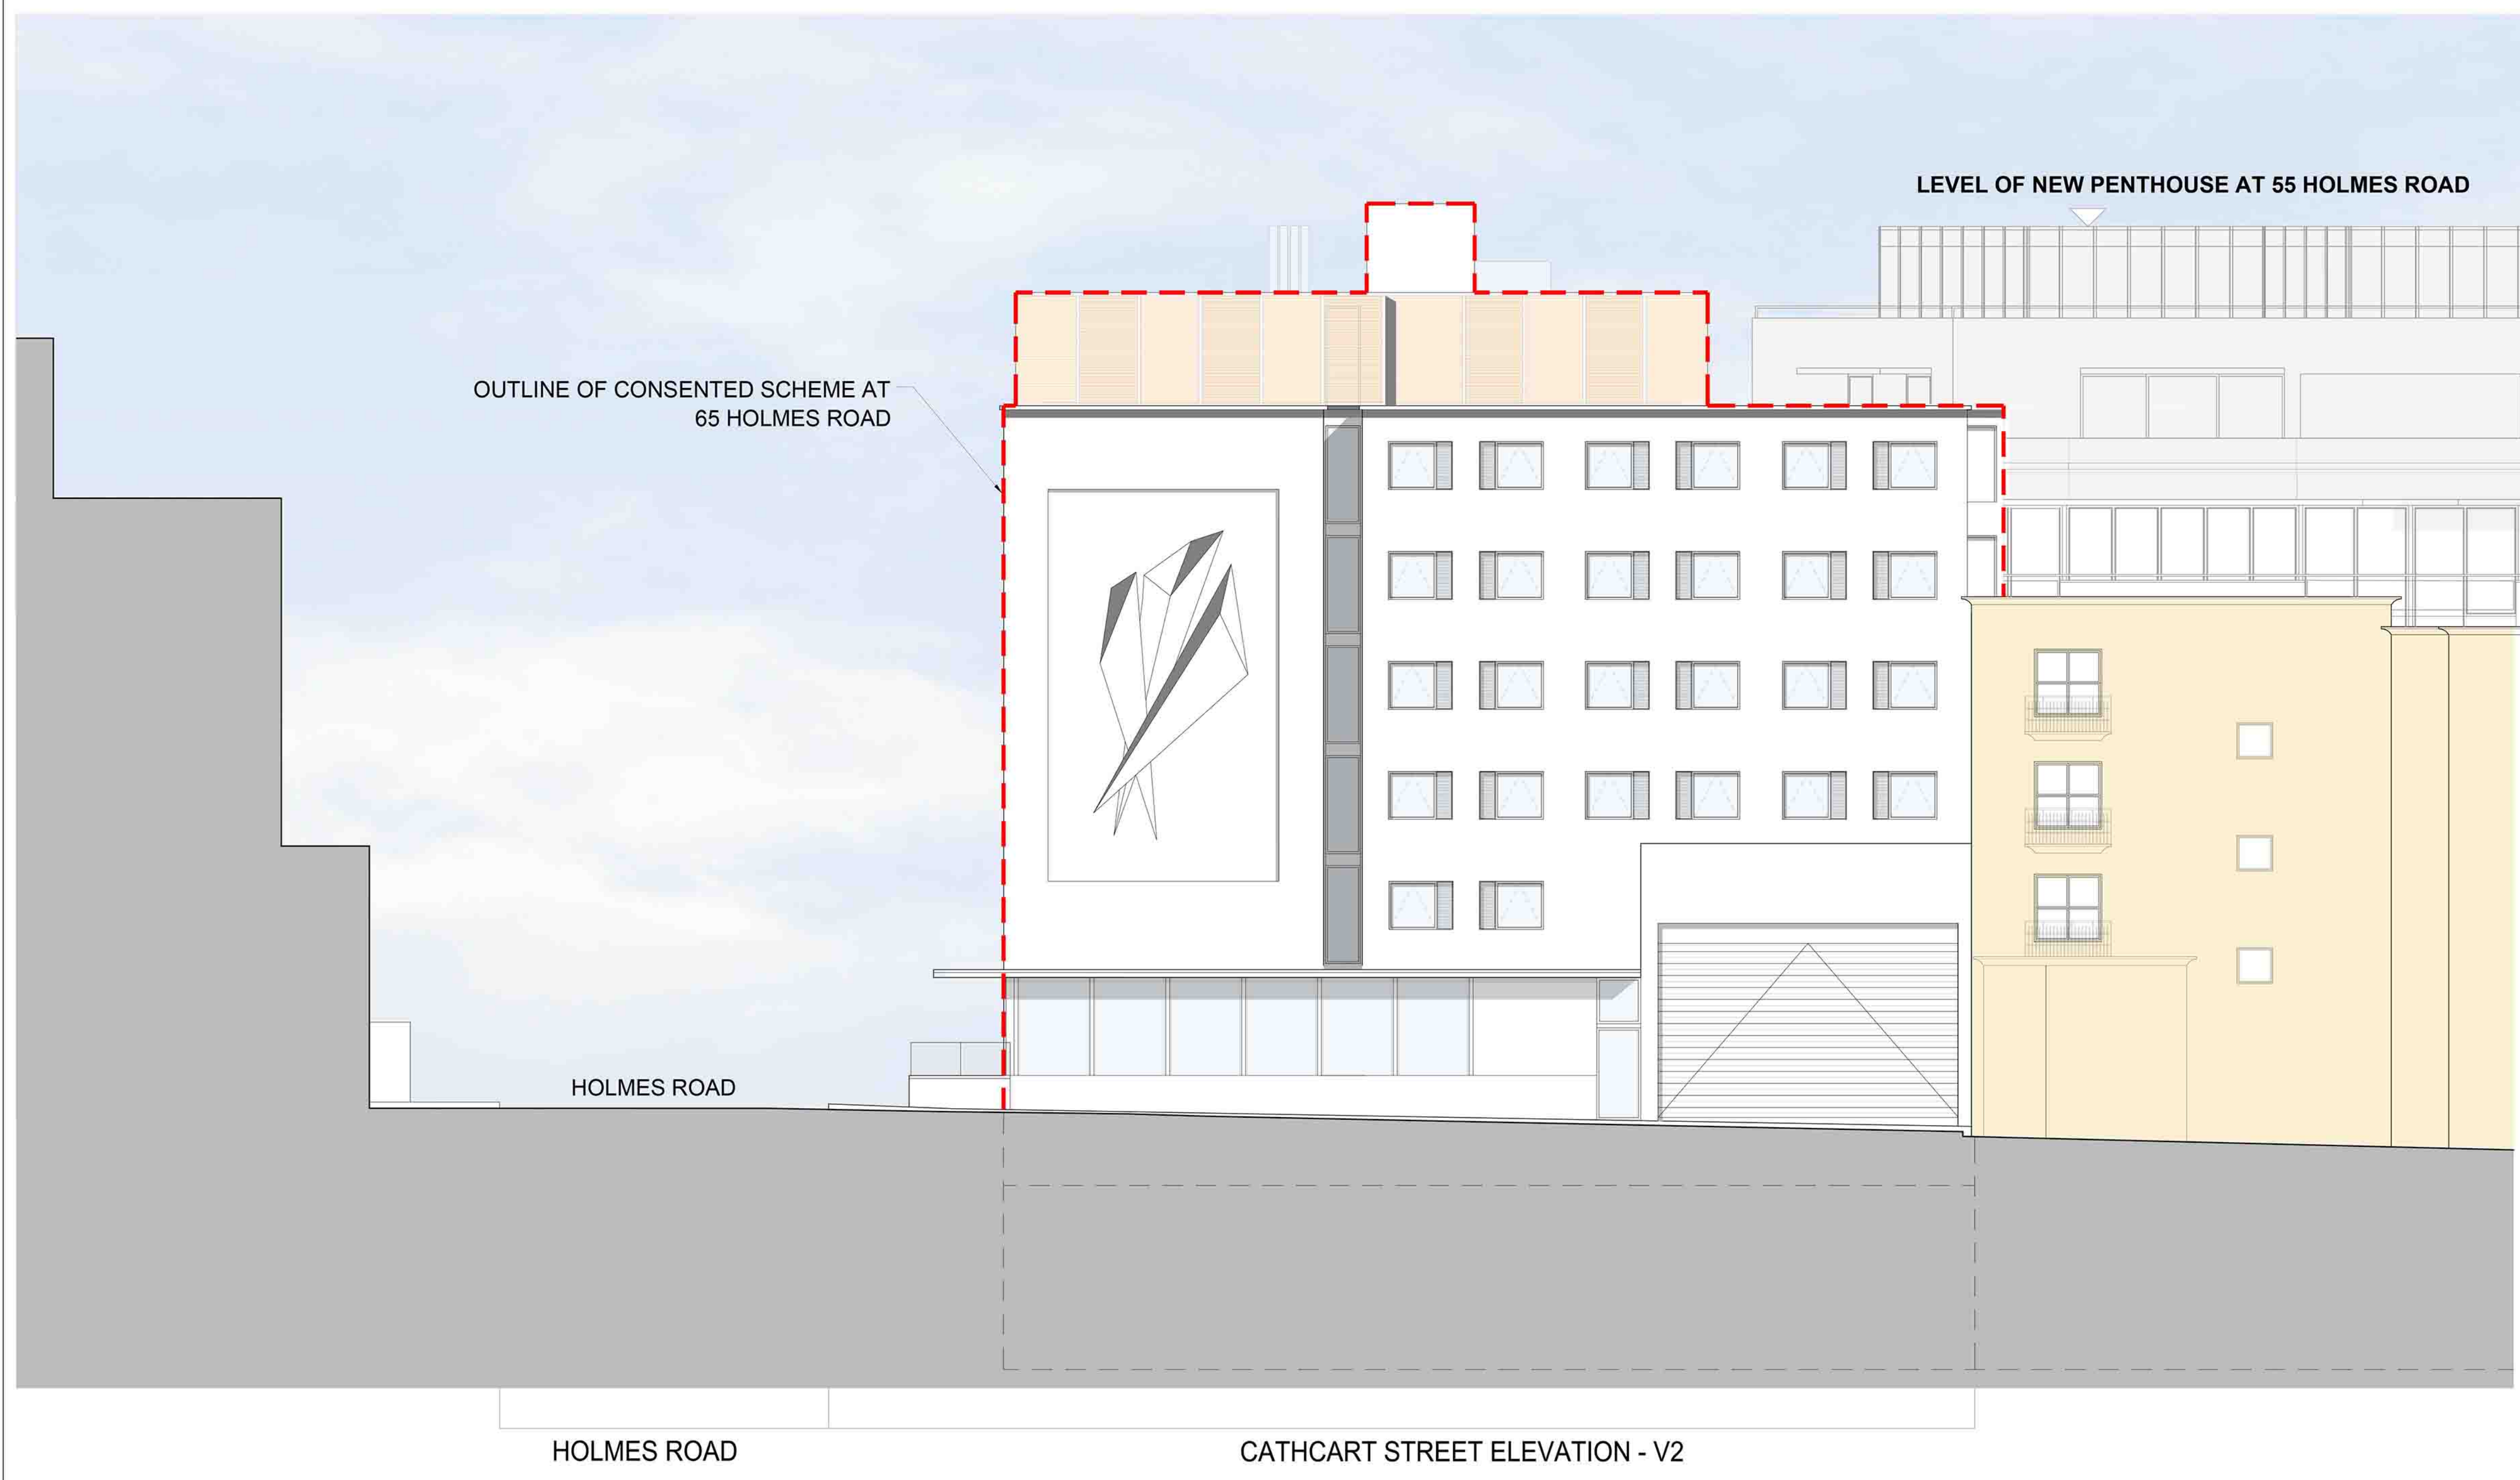 LEVEL OF NEW PENTHOUSE AT 55 HOLMES ROAD
OUTLINE OF CONSENTED SCHEME AT
65 HOLMES ROAD
HOLMES ROAD
HOLMES ROAD
CATHCART STREET ELEVATION - V2